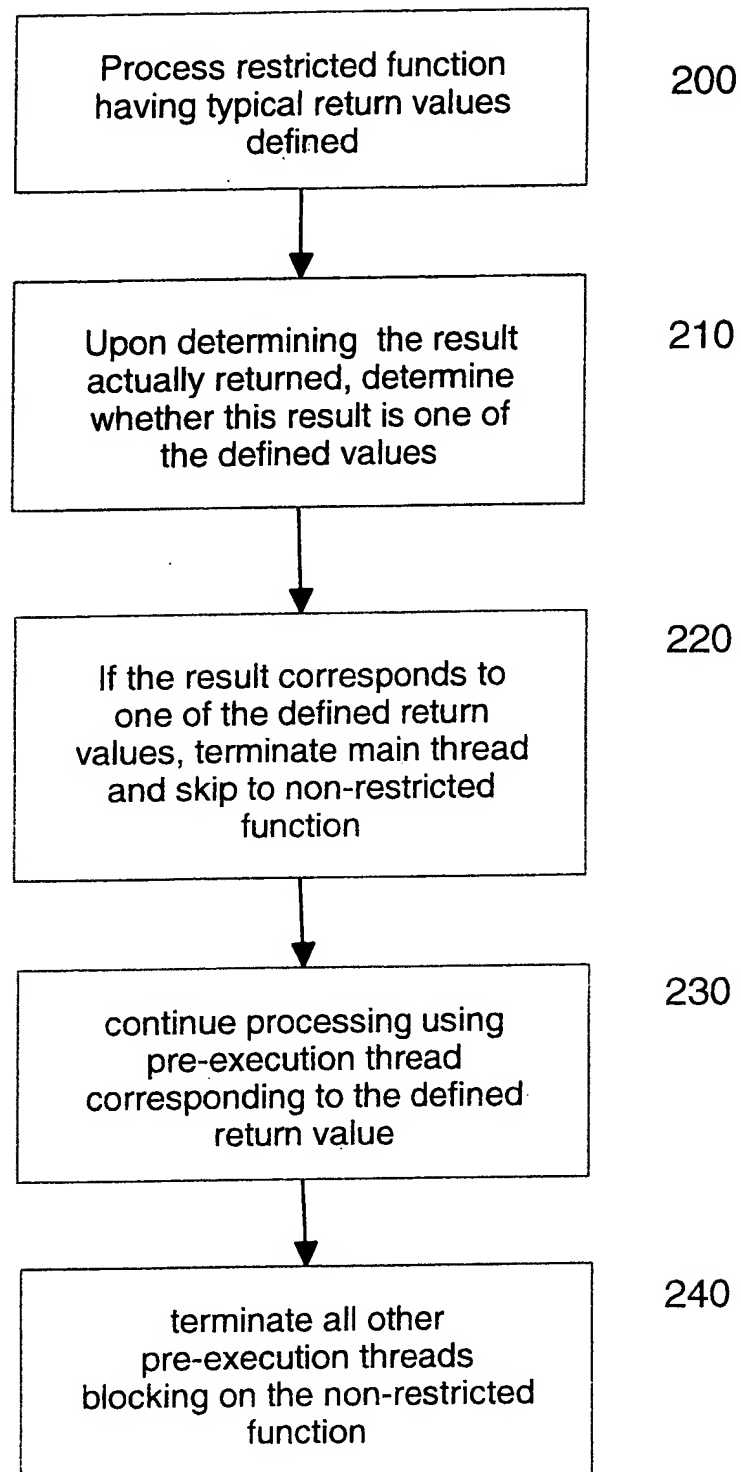 Process restricted function
having typical return values
defined
200
Upon determining the result
actually returned, determine
whether this result is one of
the defined values
210
If the result corresponds to
one of the defined return
values, terminate main thread
and skip to non-restricted
function
220
continue processing using
pre-execution thread
corresponding to the defined
return value
230
terminate all other
pre-execution threads
blocking on the non-restricted
function
240